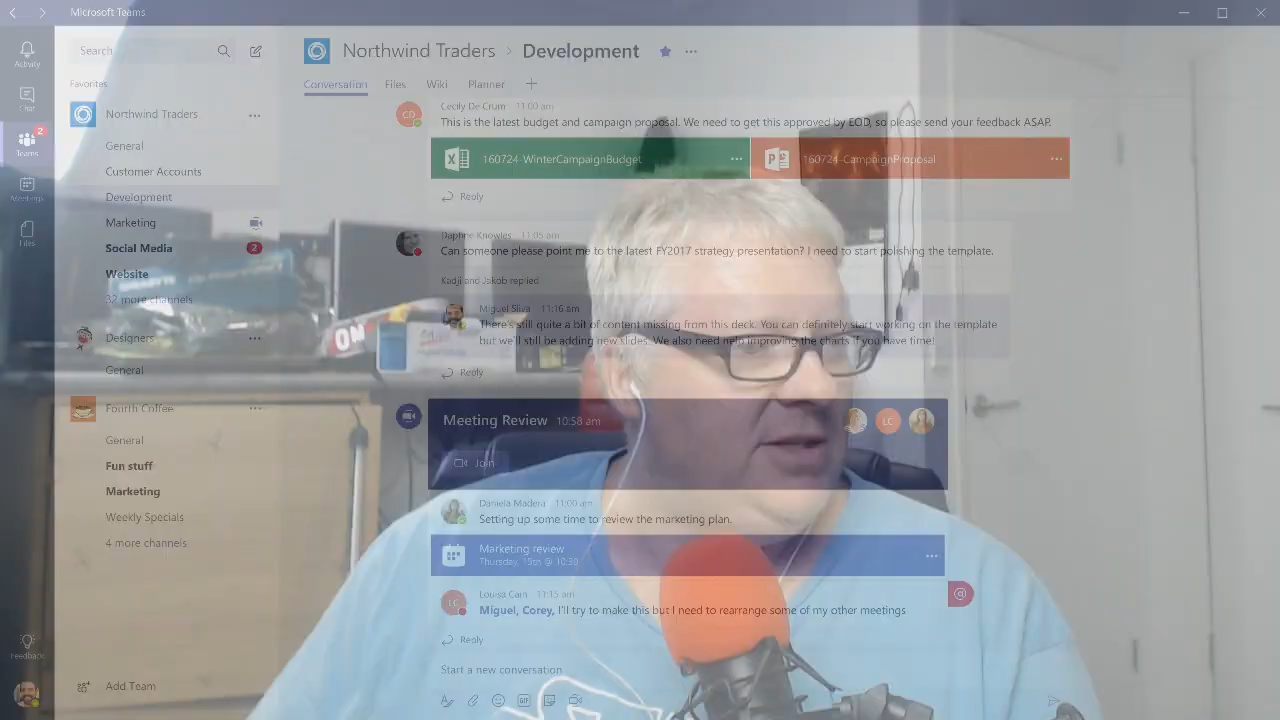 Microsoft Teams
Search
Northwind Traders > Development
Activity
Favorites
Conversation Files Wiki Planner
Chat
Cecily De Crum 11:00 am
CD
Northwind Traders
This is the latest budget and campaign proposal. We need to get this approved by EOD, so please send your feedback ASAP.
2
Teams
General
160724-WinterCampaignBudget
160724-CampaignProposal
Customer Accounts
Meetings
Development
Reply
Marketing
Files
Daphne Knowles 11:05 am
Social Media 2
Can someone please point me to the latest FY2017 strategy presentation? I need to start polishing the template.
Website
Kadji and Jakob replied
32 more channels
Miguel Silva 11:16 am
There's still quite a bit of content missing from this deck. You can definitely start working on the template
but we'll still be adding new slides. We also need help improving the charts if you have time!
Designers
General
Reply
Fourth Coffee
Meeting Review 10:58 am
LC
General
Join
Fun stuff
Marketing
Daniela Madera 11:00 am
Weekly Specials
Setting up some time to review the marketing plan.
4 more channels
Marketing review
Thursday, 15th @ 10:30
Louisa Cain 11:15 am
LC
Miguel, Corey, I'll try to make this but I need to rearrange some of my other meetings
@
Feedback
Reply
Start a new conversation
Add Team
GIF